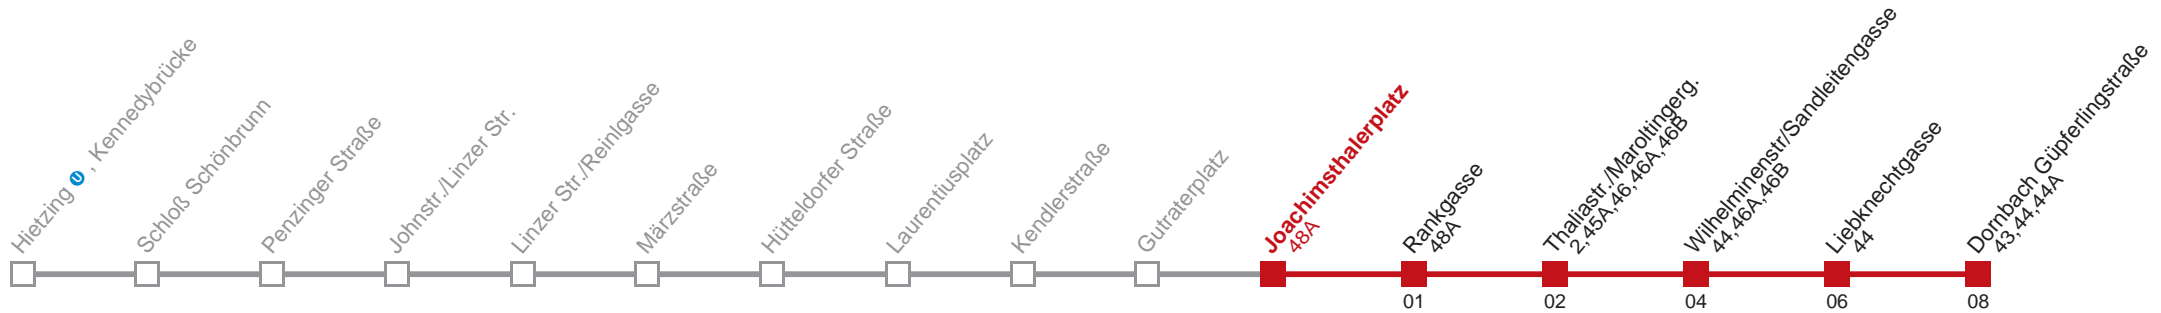 Hietzing U , Kennedybrücke
Schloß Schönbrunn
Penzinger Straße
Johnstr./Linzer Str.
Linzer Str./Reinlgasse
Märzstraße
Hütteldorfer Straße
Laurentiusplatz
Kendlerstraße
Gutraterplatz
Joachimsthalerplatz
48A
Rankgasse
48A
Thaliastr./Maroltingerg.
2,45A,46,46A,46B
Wilhelminenstr/Sandleitengasse
44,46A,46B
Liebknechtgasse
44
Dornbach Güpferlingstraße
43,44,44A
01
02
04
06
08